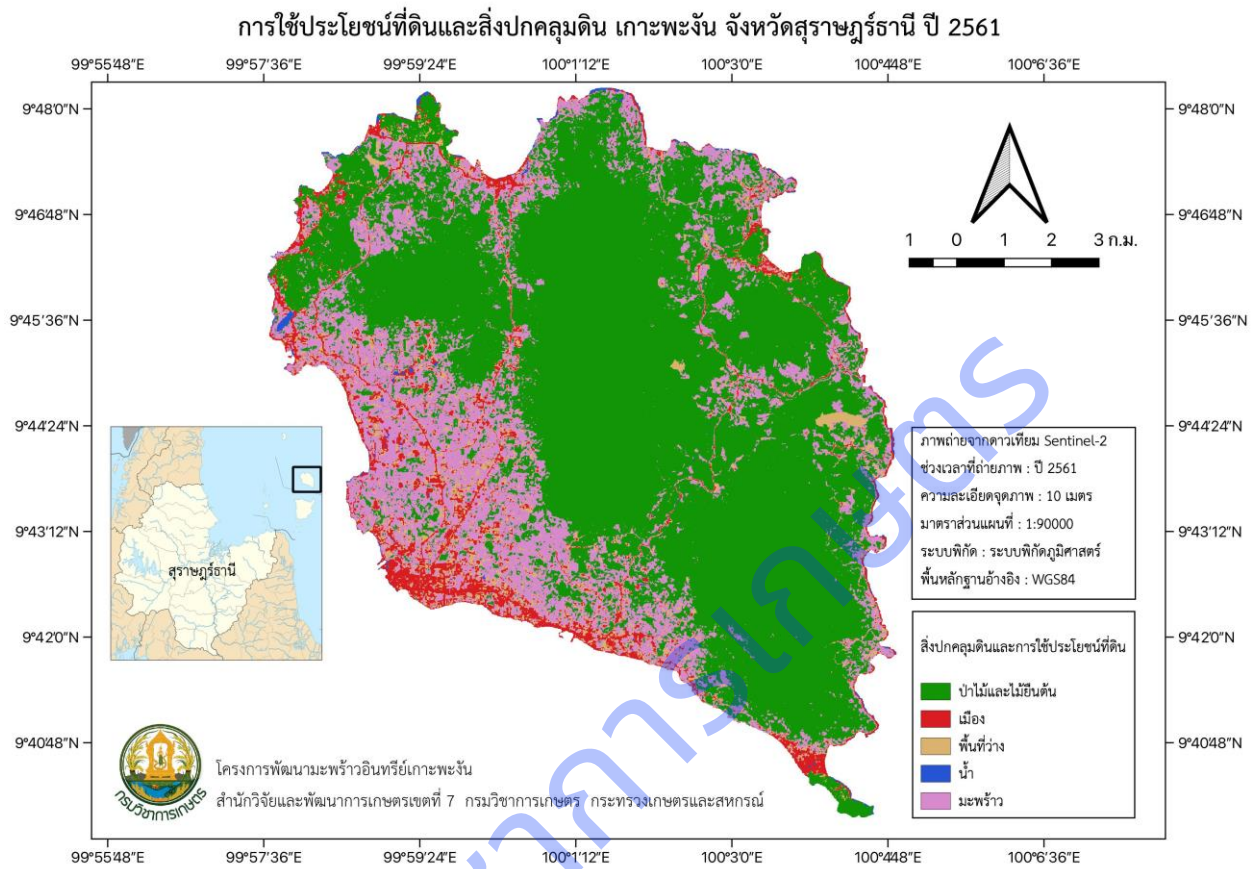 การใช้ประโยชน์ที่ดินและสิ่งปกคลุมดิน เกาะพะงัน จังหวัดสุราษฎร์ธานี ปี 2561
99°55'48"E 99°57'36"E 99°59'24"E 100°1'12"E 100°30"E 100°4'48"E 100°6'36"E
9°48'0"N 9°48'0"N
9°46'48"N 9°46'48"N
1 0 1 2 3 ก.ม.
9°45'36"N 9°45'36"N
9°44'24"N 9°44'24"N
ภาพถ่ายจากดาวเทียม Sentinel-2
ช่วงเวลาที่ถ่ายภาพ : ปี 2561
ความละเอียดจุดภาพ : 10 เมตร
มาตราส่วนแผนที่ : 1:90000
ระบบพิกัด : ระบบพิกัดภูมิศาสตร์
พื้นหลักฐานอ้างอิง : WGS84
9°43'12"N 9°43'12"N
สุราษฎร์ธานี
9°42'0"N 9°42'0"N
สิ่งปกคลุมดินและการใช้ประโยชน์ที่ดิน
ป่าไม้และไม้ยืนต้น
เมือง
พื้นที่ว่าง
น้ำ
มะพร้าว
9°40'48"N 9°40'48"N
กรมวิชาการเกษตร
โครงการพัฒนามะพร้าวอินทรีย์เกาะพะงัน
สำนักวิจัยและพัฒนาการเกษตรเขตที่ 7 กรมวิชาการเกษตร กระทรวงเกษตรและสหกรณ์
99°55'48"E 99°57'36"E 99°59'24"E 100°1'12"E 100°30"E 100°4'48"E 100°6'36"E